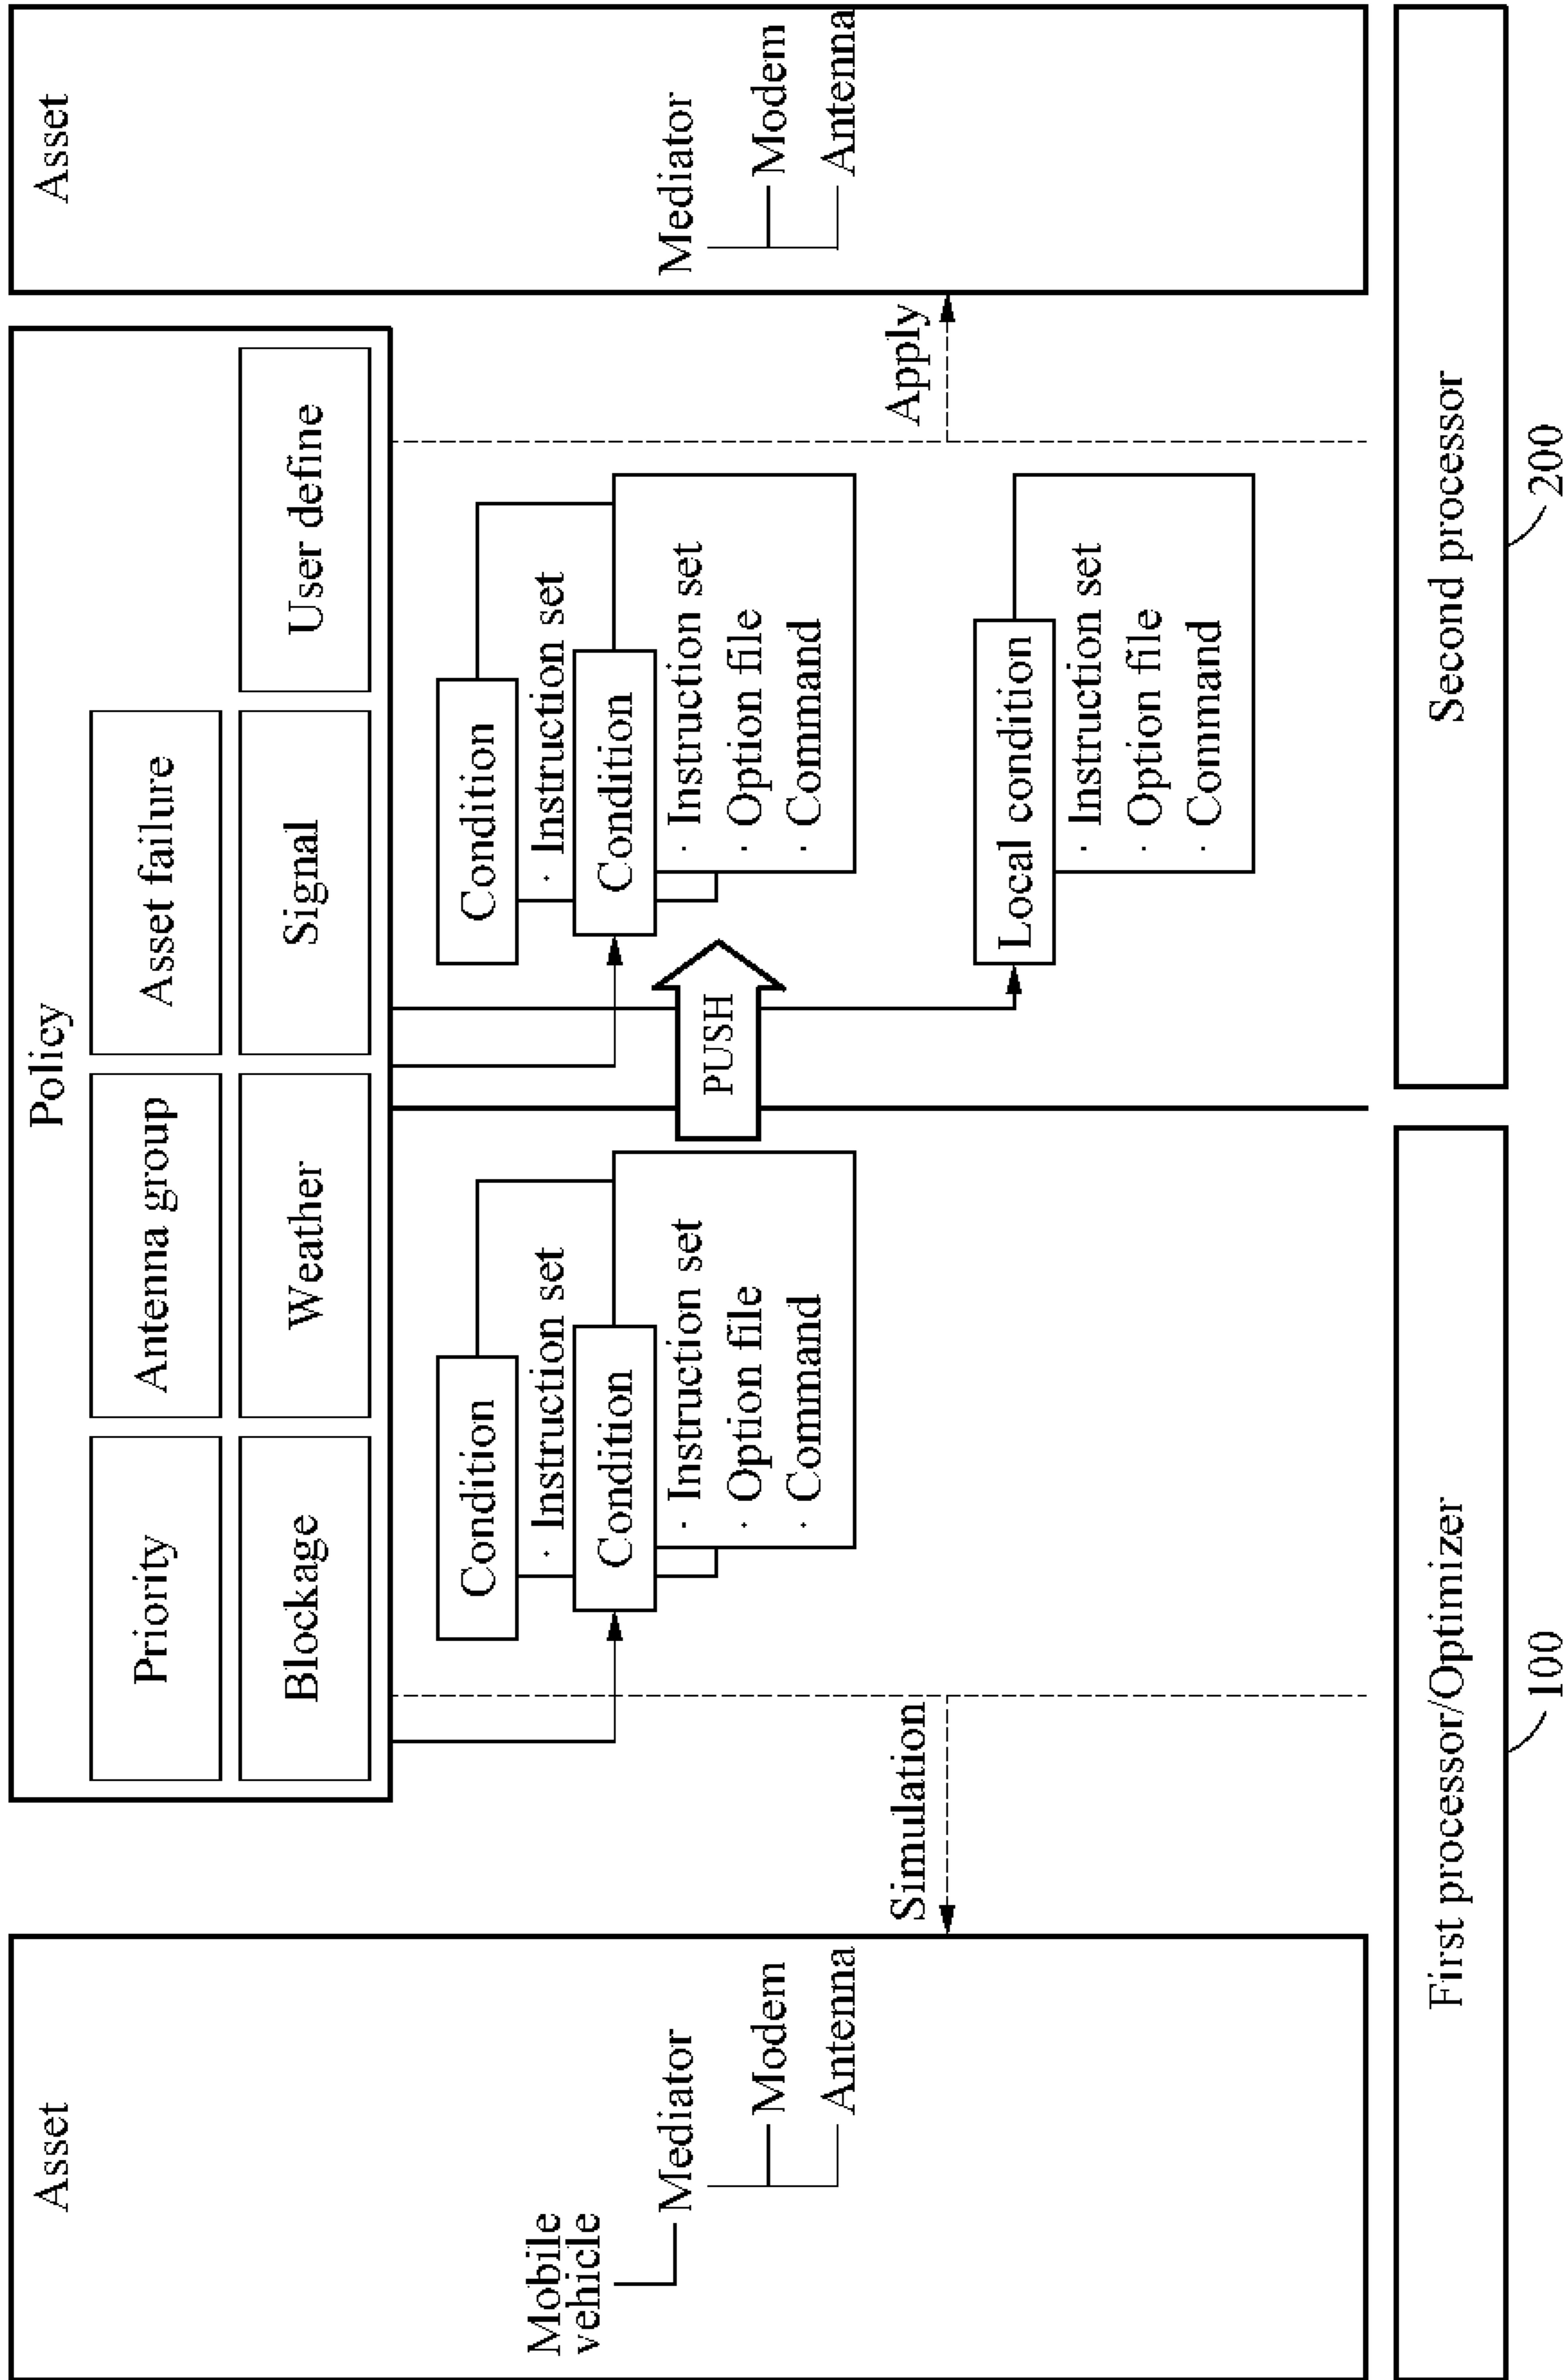 Asset
Mobile
vehicle
Mediator
Modem
Antenna
Simulation
Policy
Priority
Antenna group
Asset failure
Blockage
Weather
Signal
User define
Condition
· Instruction set
Condition
· Instruction set
· Option file
· Command
PUSH
Condition
· Instruction set
Condition
· Instruction set
· Option file
· Command
Local condition
· Instruction set
· Option file
· Command
Apply
Asset
Mediator
Modem
Antenna
First processor/Optimizer
Second processor
100
200